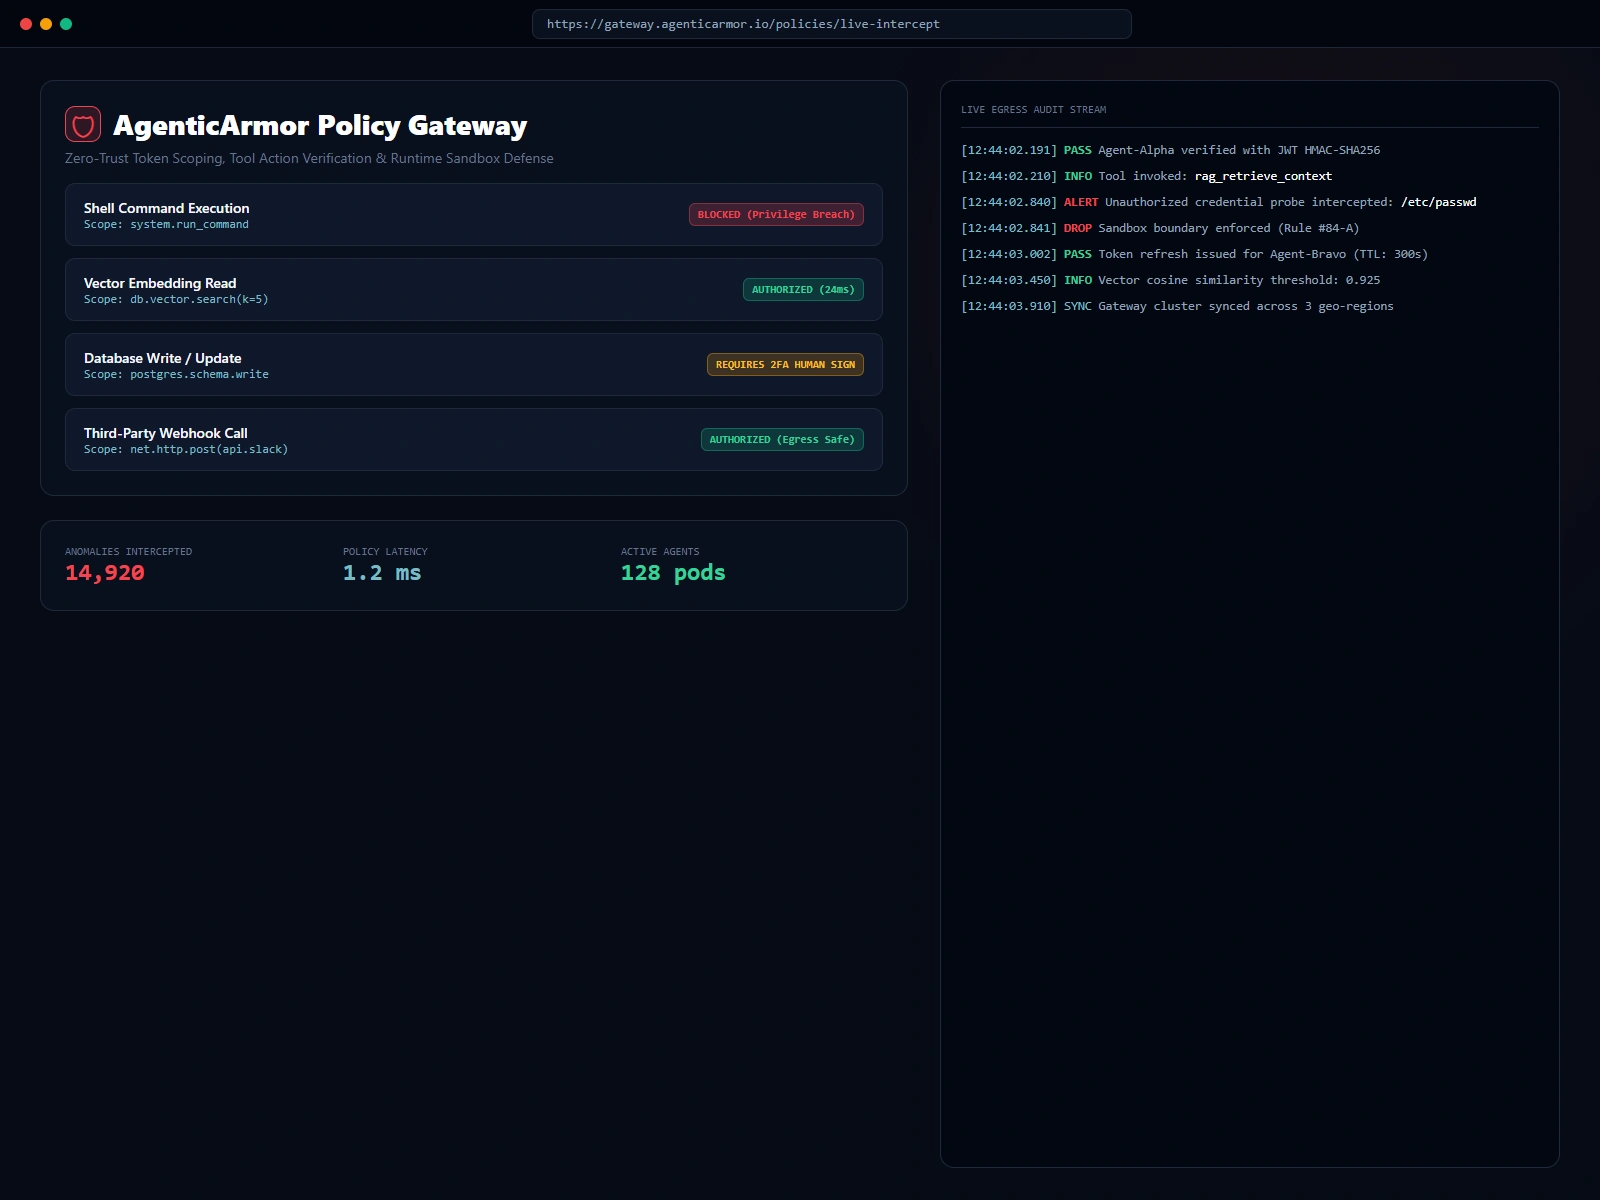 https://gateway.agenticarmor.io/policies/live-intercept
AgenticArmor Policy Gateway
Zero-Trust Token Scoping, Tool Action Verification & Runtime Sandbox Defense
Shell Command Execution
Scope: system.run_command
BLOCKED (Privilege Breach)
Vector Embedding Read
Scope: db.vector.search(k=5)
AUTHORIZED (24ms)
Database Write / Update
Scope: postgres.schema.write
REQUIRES 2FA HUMAN SIGN
Third-Party Webhook Call
Scope: net.http.post(api.slack)
AUTHORIZED (Egress Safe)
ANOMALIES INTERCEPTED
14,920
POLICY LATENCY
1.2 ms
ACTIVE AGENTS
128 pods
LIVE EGRESS AUDIT STREAM
[12:44:02.191] PASS Agent-Alpha verified with JWT HMAC-SHA256
[12:44:02.210] INFO Tool invoked: rag_retrieve_context
[12:44:02.840] ALERT Unauthorized credential probe intercepted: /etc/passwd
[12:44:02.841] DROP Sandbox boundary enforced (Rule #84-A)
[12:44:03.002] PASS Token refresh issued for Agent-Bravo (TTL: 300s)
[12:44:03.450] INFO Vector cosine similarity threshold: 0.925
[12:44:03.910] SYNC Gateway cluster synced across 3 geo-regions